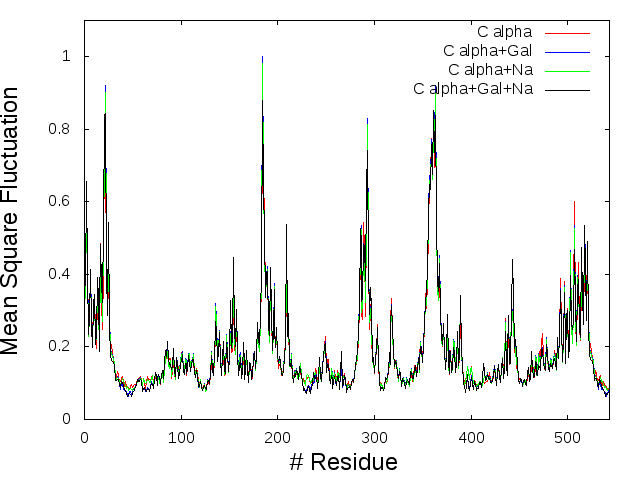 C alpha
C alpha+Gal
C alpha+Na
C alpha+Gal+Na
Mean Square Fluctuation
1
0.8
0.6
0.4
0.2
0
0 100 200 300 400 500
# Residue